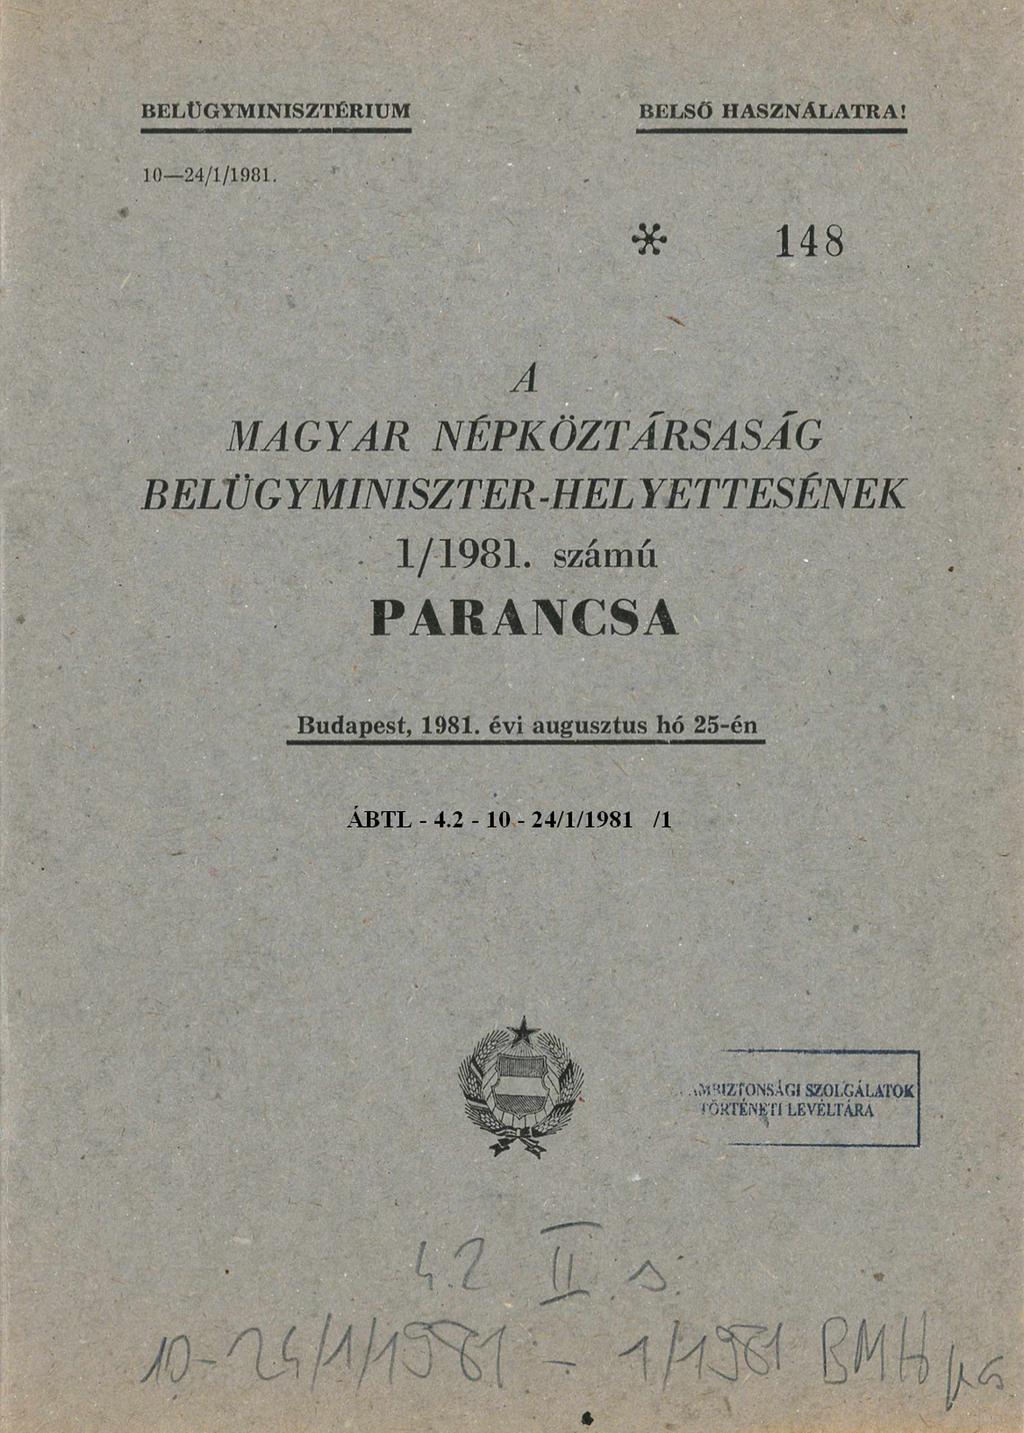 BELÜGYMINISZTÉRIUM
BELSŐ HASZNÁLATRA!
10—24/1/1981.
* 148
A
MAGYAR NÉPKÖZTÁRSASÁG
BELÜGYMINISZTER-HELYETTESÉNEK
1/1981. számú
PARANCSA
Budapest, 1981. évi augusztus hó 25-én
ÁBTL - 4.2 - 10 - 24/1/1981 /1
SZOLGÁLATOK
TÖRTÉNETI LEVÉLTÁRA
4.2 II. s.
10-24/1/1981 - 1/1981 BMH